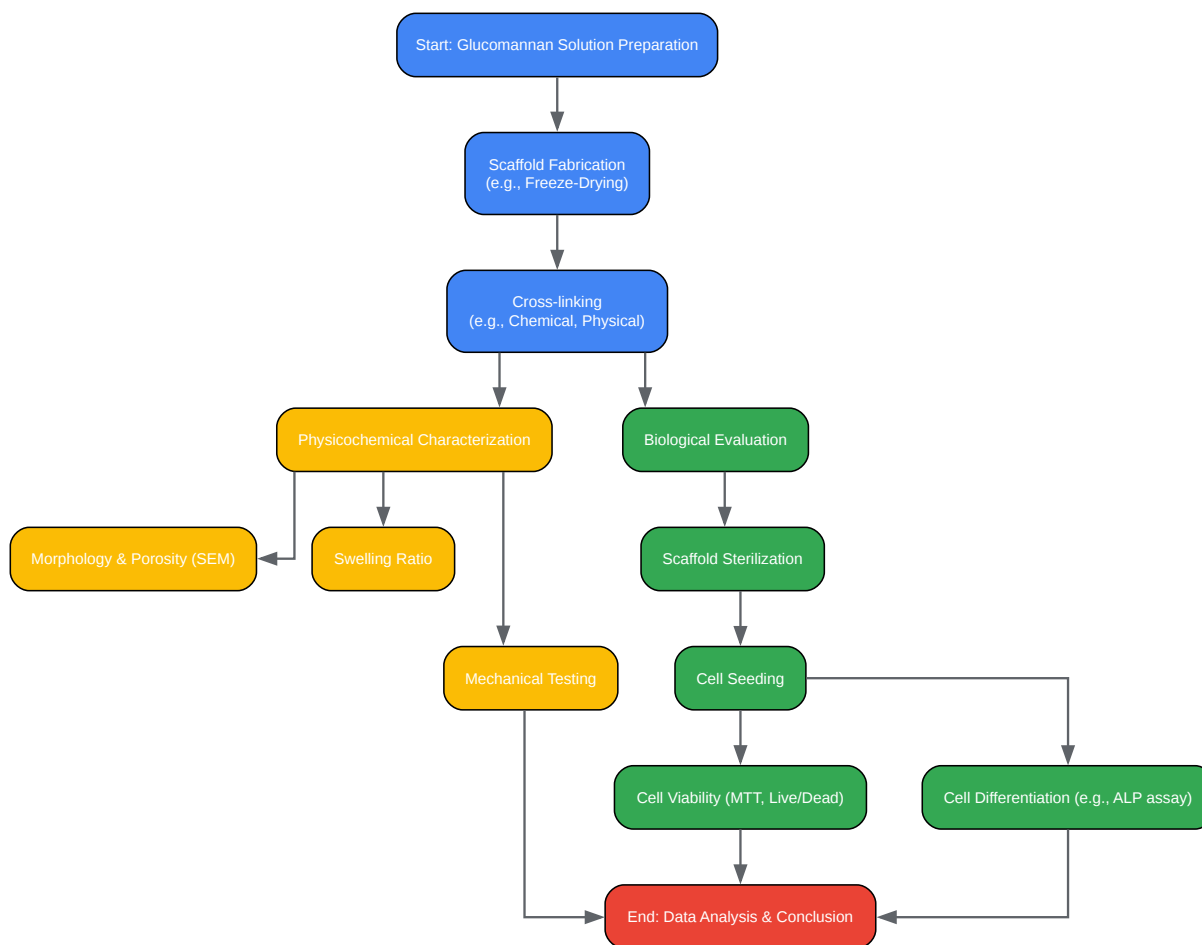 Start: Glucomannan Solution Preparation
Scaffold Fabrication
(e.g., Freeze-Drying)
Cross-linking
(e.g., Chemical, Physical)
Physicochemical Characterization
Biological Evaluation
Morphology & Porosity (SEM)
Swelling Ratio
Scaffold Sterilization
Mechanical Testing
Cell Seeding
Cell Viability (MTT, Live/Dead)
Cell Differentiation (e.g., ALP assay)
End: Data Analysis & Conclusion